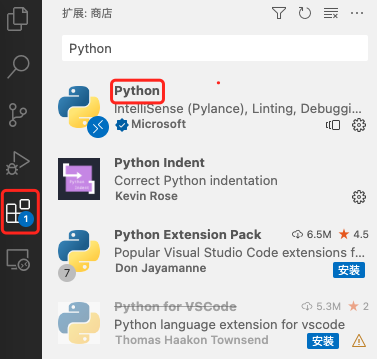 扩展: 商店
Python
Python
IntelliSense (Pylance), Linting, Debuggi...
Microsoft
Python Indent
Correct Python indentation
Kevin Rose
1
Python Extension Pack 6.5M 4.5
Popular Visual Studio Code extensions f...
7 Don Jayamanne 安装
Python for VSCode 5.3M 2
Python language extension for vscode
Thomas Haakon Townsend 安装